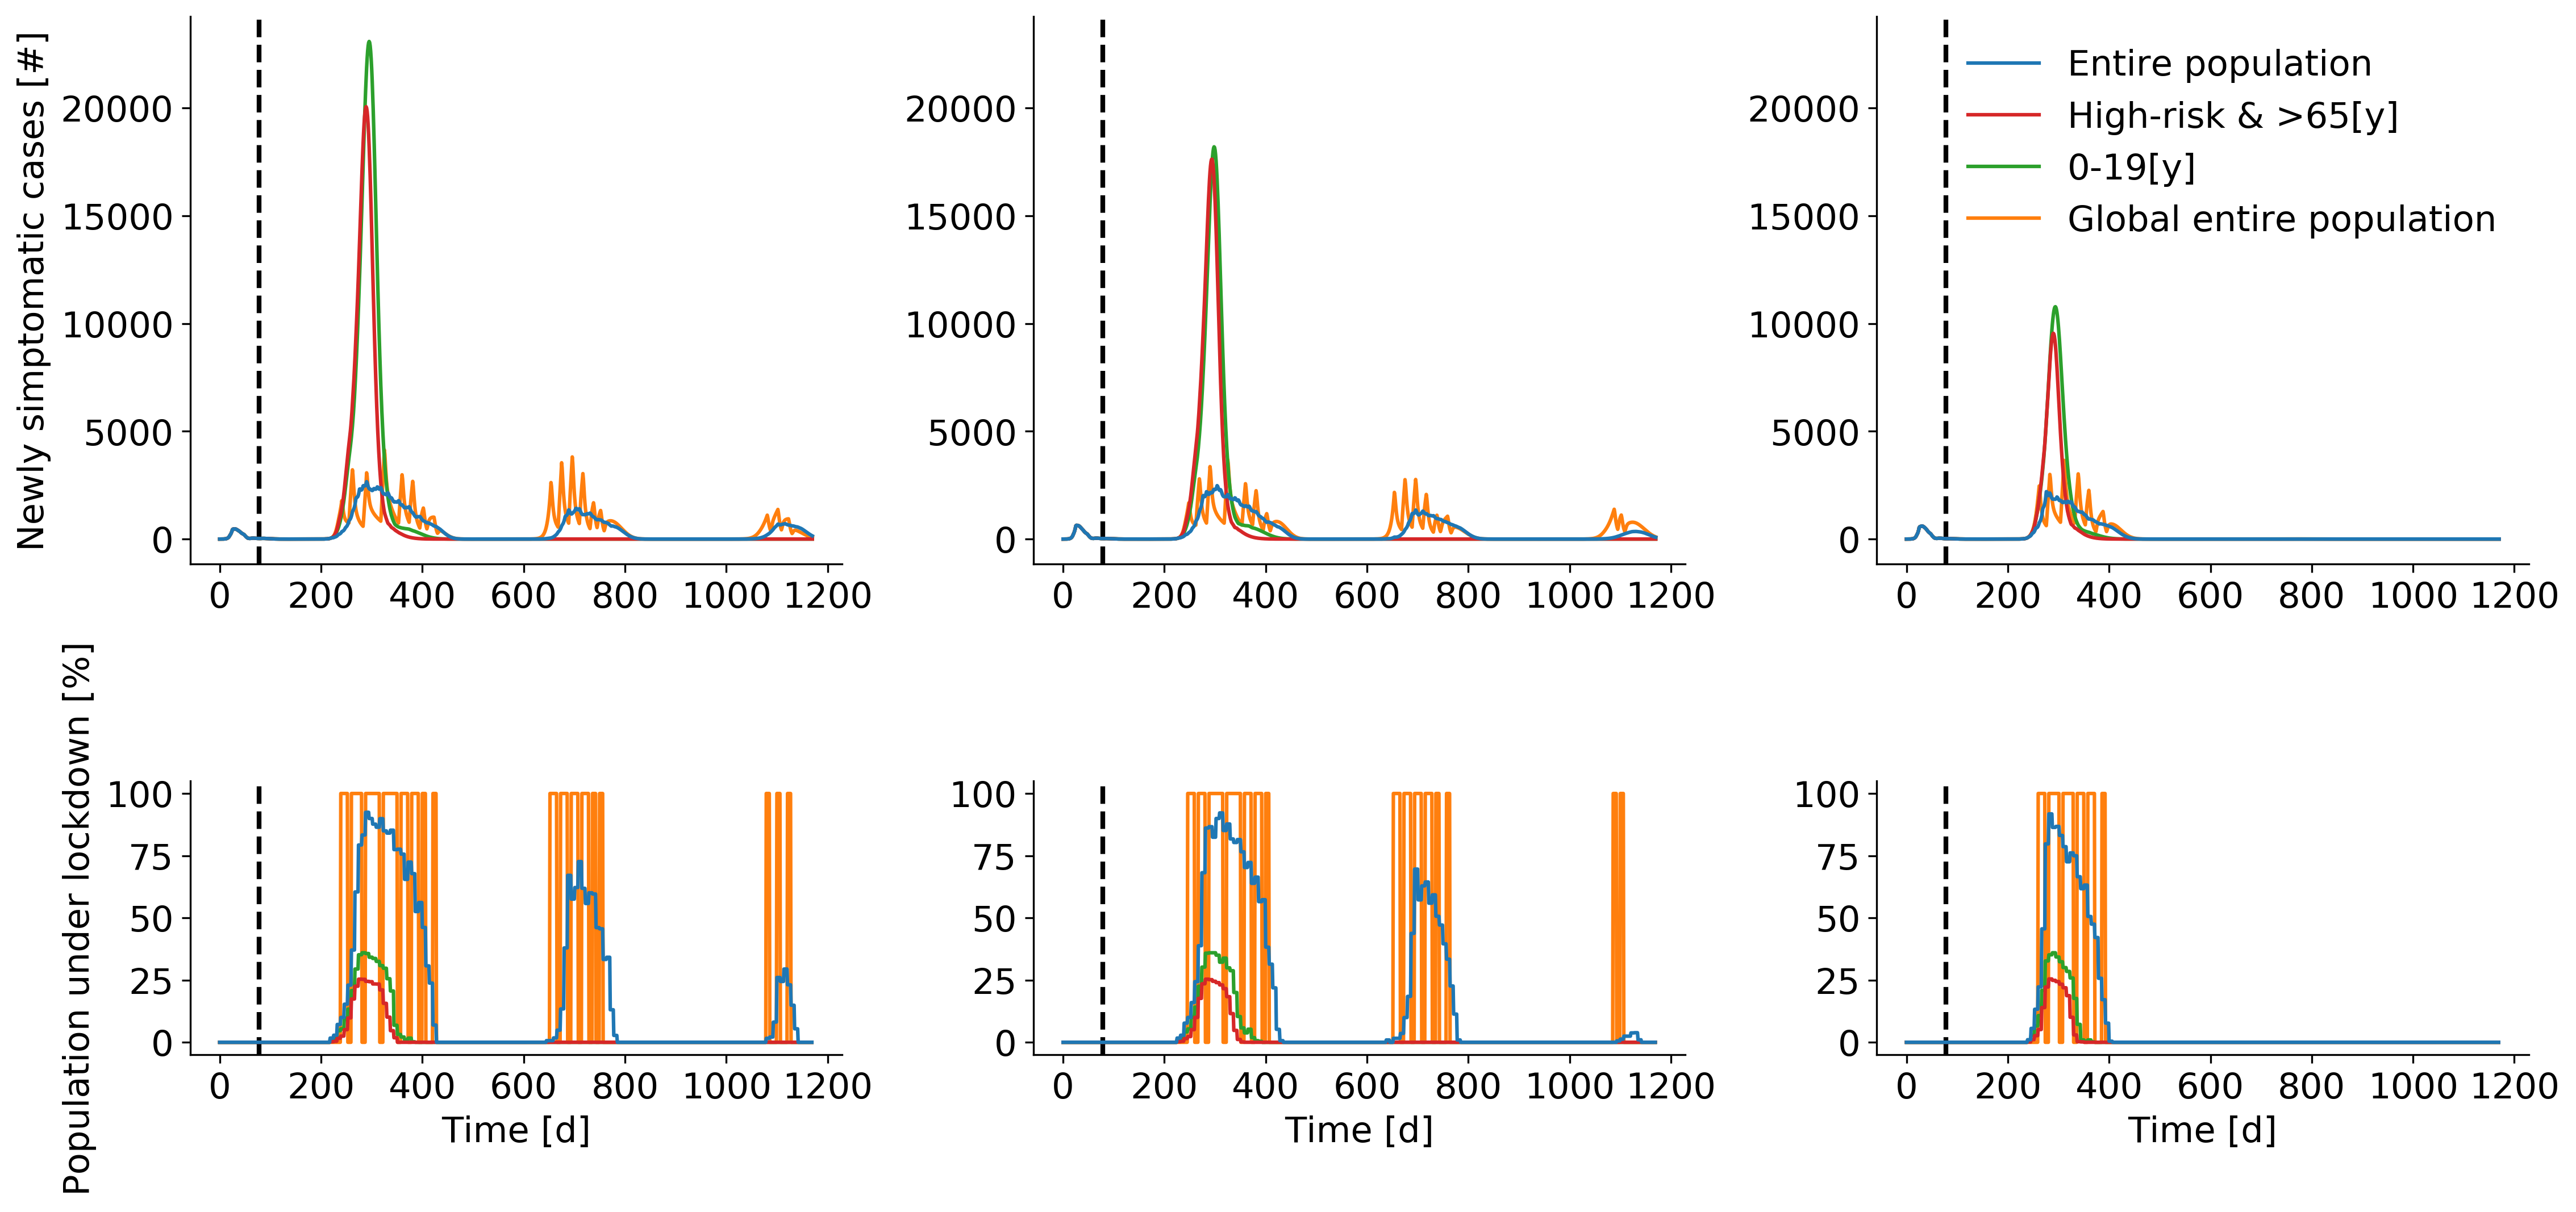 Newly simptomatic cases [#]
20000
15000
10000
5000
0
0 200 400 600 800 1000 1200
20000
15000
10000
5000
0
0 200 400 600 800 1000 1200
20000
15000
10000
5000
0
0 200 400 600 800 1000 1200
Entire population
High-risk & >65[y]
0-19[y]
Global entire population
Population under lockdown [%]
100
75
50
25
0
0 200 400 600 800 1000 1200
Time [d]
100
75
50
25
0
0 200 400 600 800 1000 1200
Time [d]
100
75
50
25
0
0 200 400 600 800 1000 1200
Time [d]